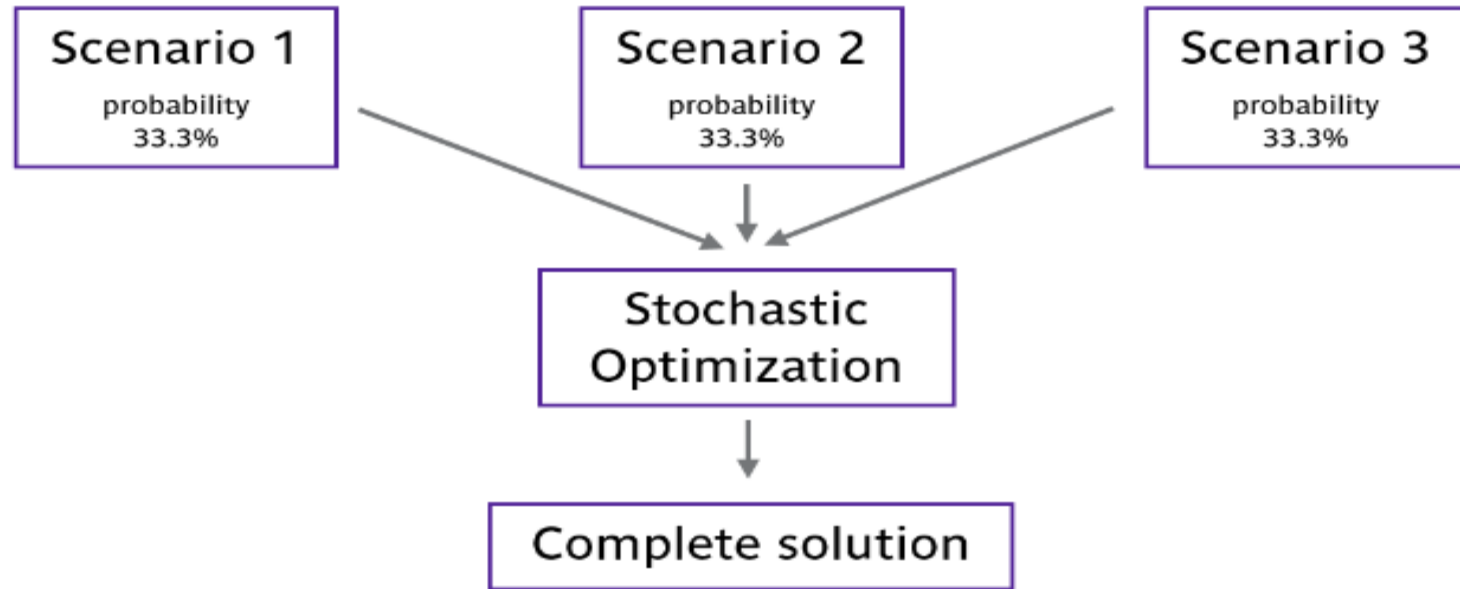 Scenario 1
probability
33.3%
Scenario 2
probability
33.3%
Scenario 3
probability
33.3%
Stochastic
Optimization
Complete solution